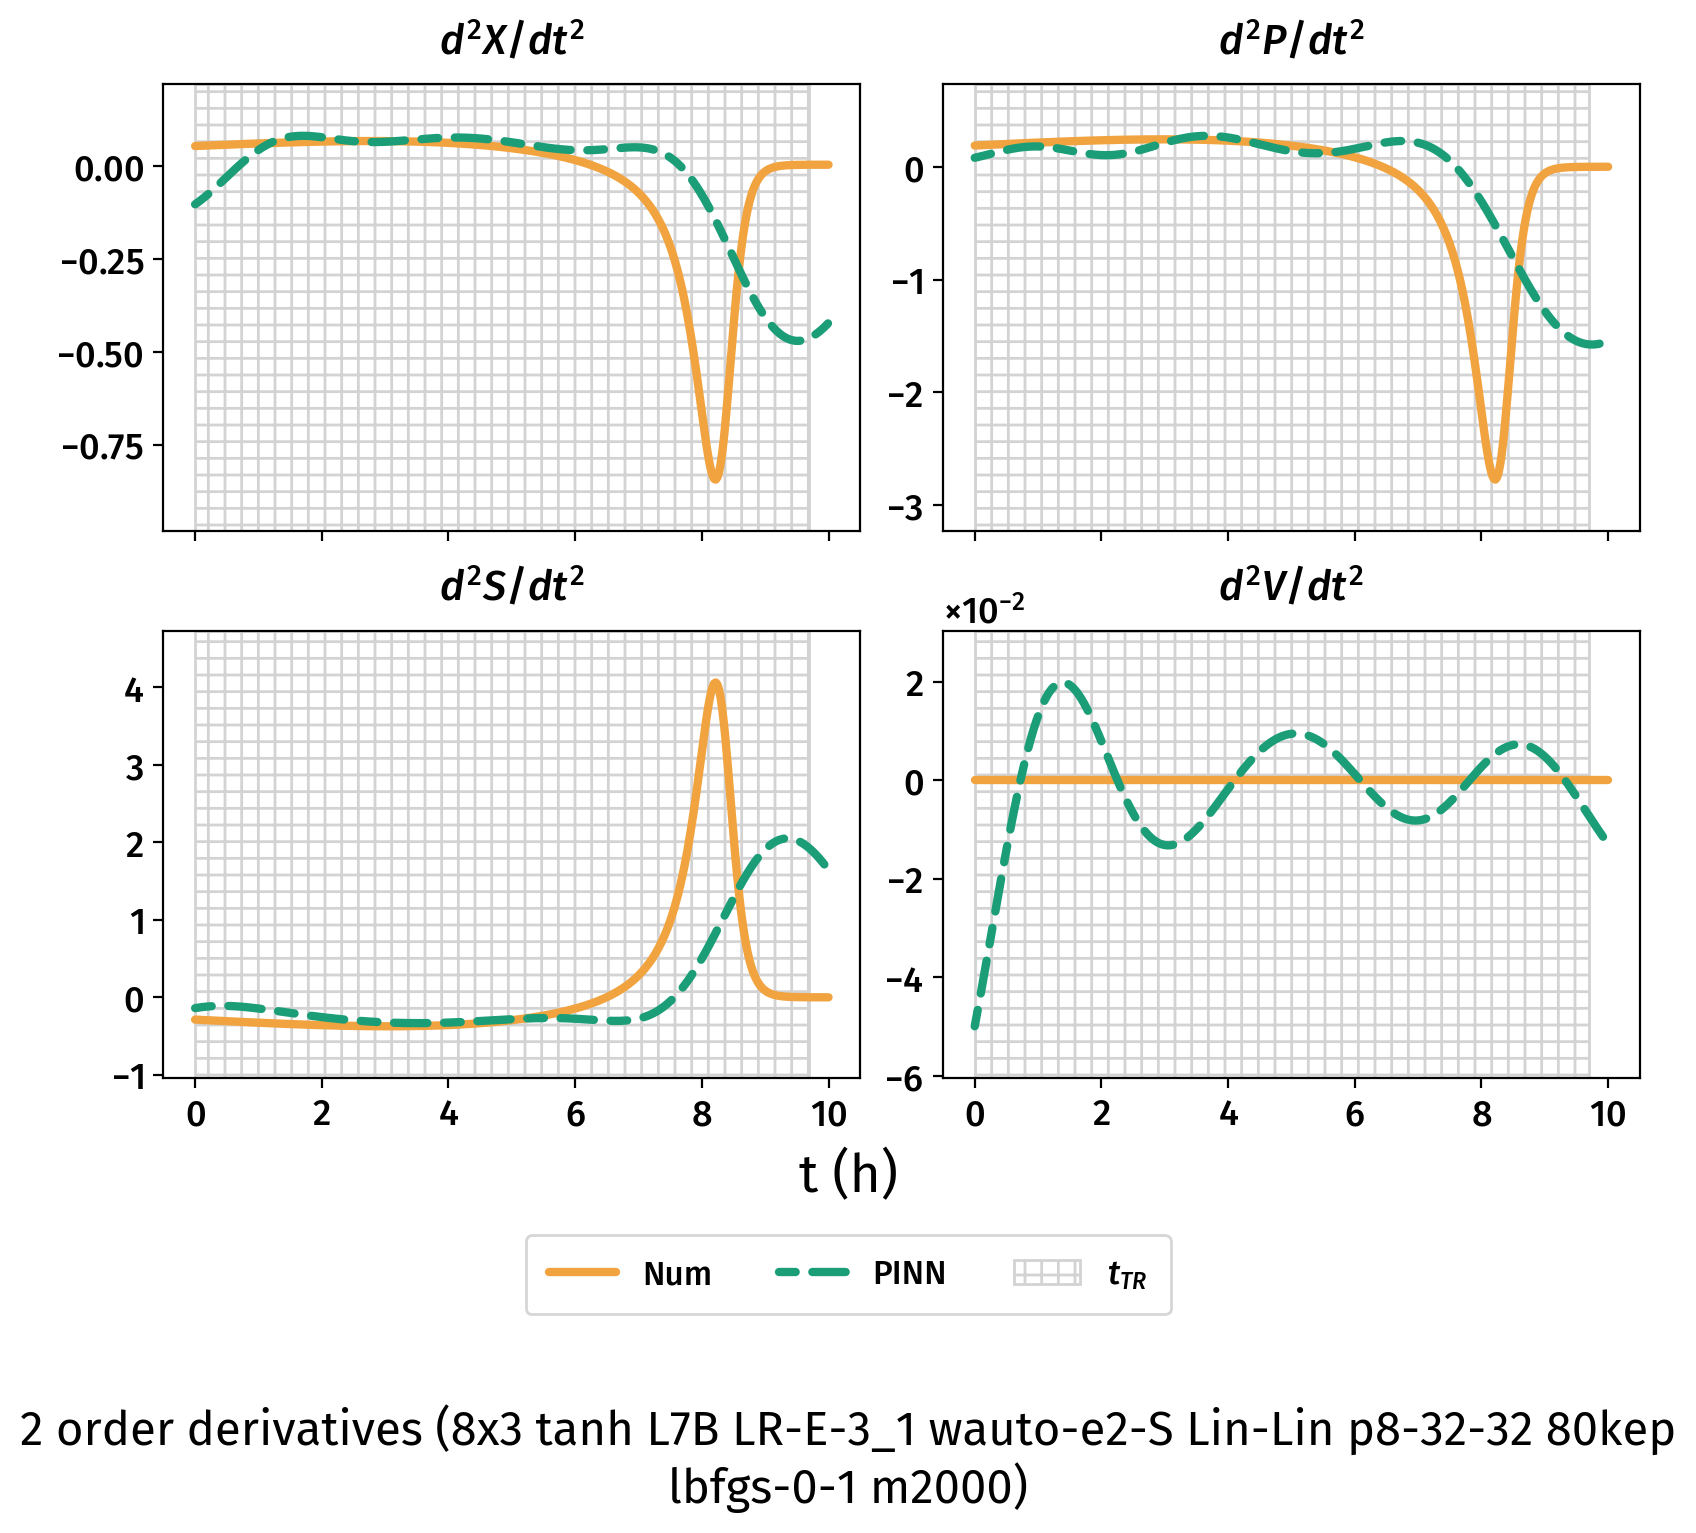 d²X/dt²
d²P/dt²
0.00
−0.25
−0.50
−0.75
0
−1
−2
−3
d²S/dt²
d²V/dt²
×10⁻²
4
3
2
1
0
−1
2
0
−2
−4
−6
0 2 4 6 8 10
0 2 4 6 8 10
t (h)
Num PINN t_TR
2 order derivatives (8x3 tanh L7B LR-E-3_1 wauto-e2-S Lin-Lin p8-32-32 80kep
lbfgs-0-1 m2000)